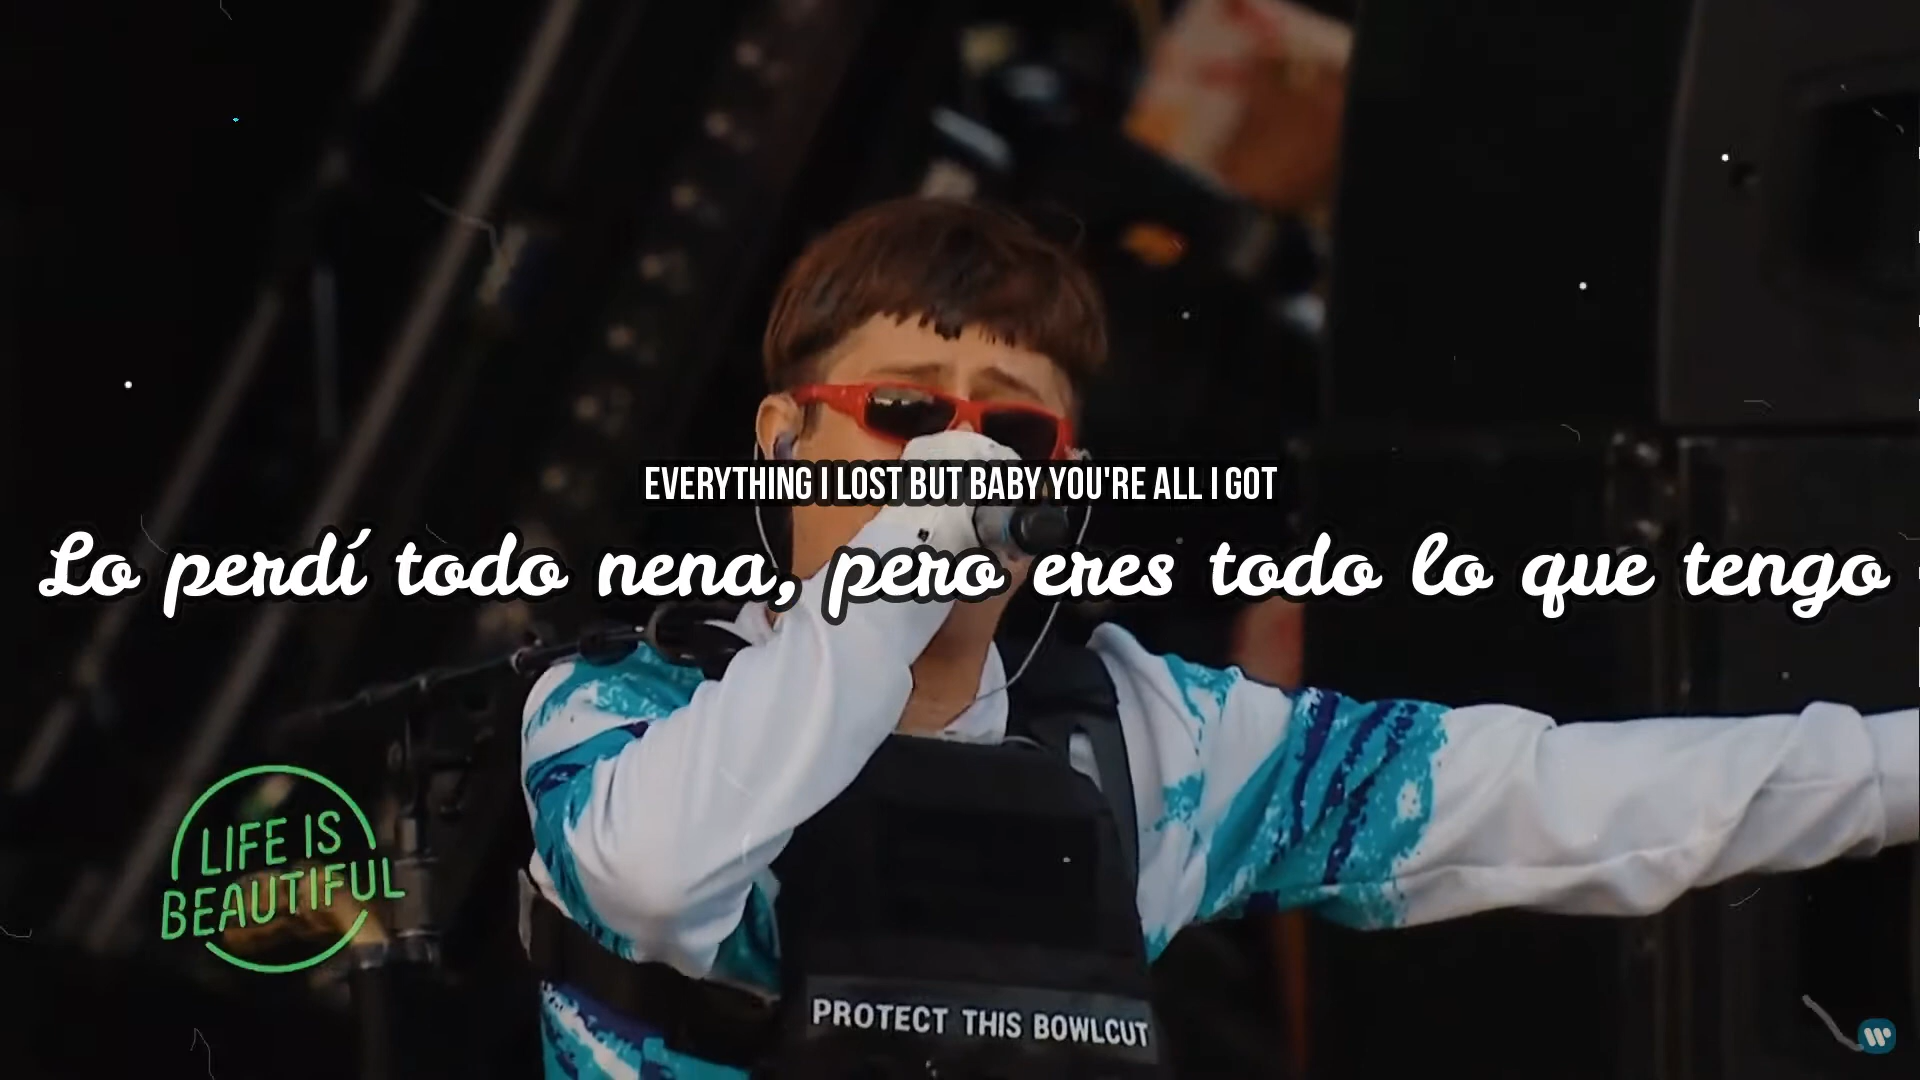 EVERYTHING I LOST BUT BABY YOU'RE ALL I GOT
Lo perdí todo nena, pero eres todo lo que tengo
LIFE IS
BEAUTIFUL
PROTECT THIS BOWLCUT